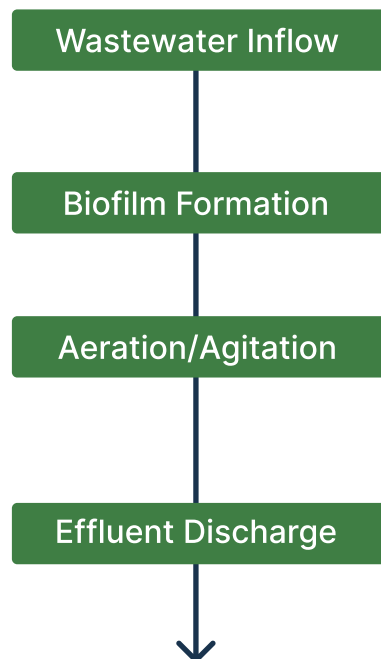 Wastewater Inflow
Biofilm Formation
Aeration/Agitation
Effluent Discharge